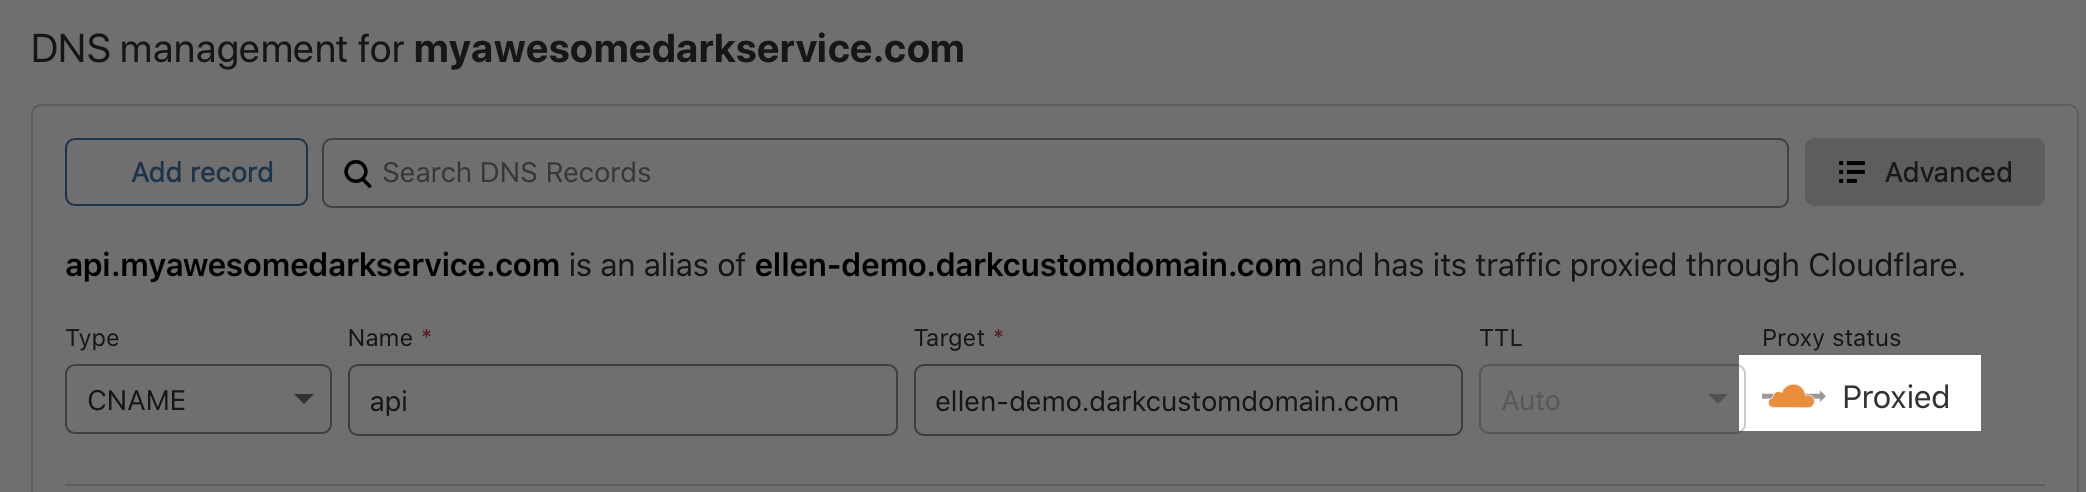 DNS management for myawesomedarkservice.com
Add record
Search DNS Records
Advanced
api.myawesomedarkservice.com is an alias of ellen-demo.darkcustomdomain.com and has its traffic proxied through Cloudflare.
Type Name * Target * TTL Proxy status
CNAME api ellen-demo.darkcustomdomain.com Auto Proxied